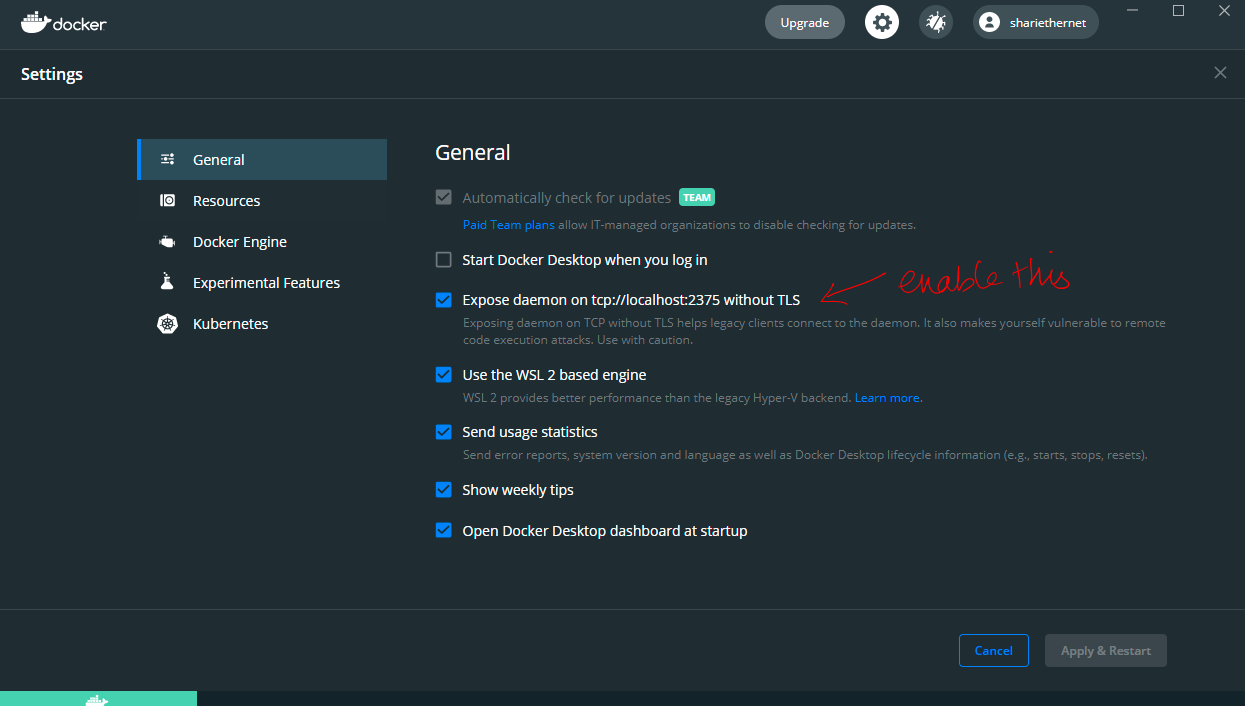 docker
Upgrade
shariethernet
Settings
General
Resources
Docker Engine
Experimental Features
Kubernetes
General
Automatically check for updates TEAM
Paid Team plans allow IT-managed organizations to disable checking for updates.
Start Docker Desktop when you log in
Expose daemon on tcp://localhost:2375 without TLS
enable this
Exposing daemon on TCP without TLS helps legacy clients connect to the daemon. It also makes yourself vulnerable to remote
code execution attacks. Use with caution.
Use the WSL 2 based engine
WSL 2 provides better performance than the legacy Hyper-V backend. Learn more.
Send usage statistics
Send error reports, system version and language as well as Docker Desktop lifecycle information (e.g., starts, stops, resets).
Show weekly tips
Open Docker Desktop dashboard at startup
Cancel
Apply & Restart